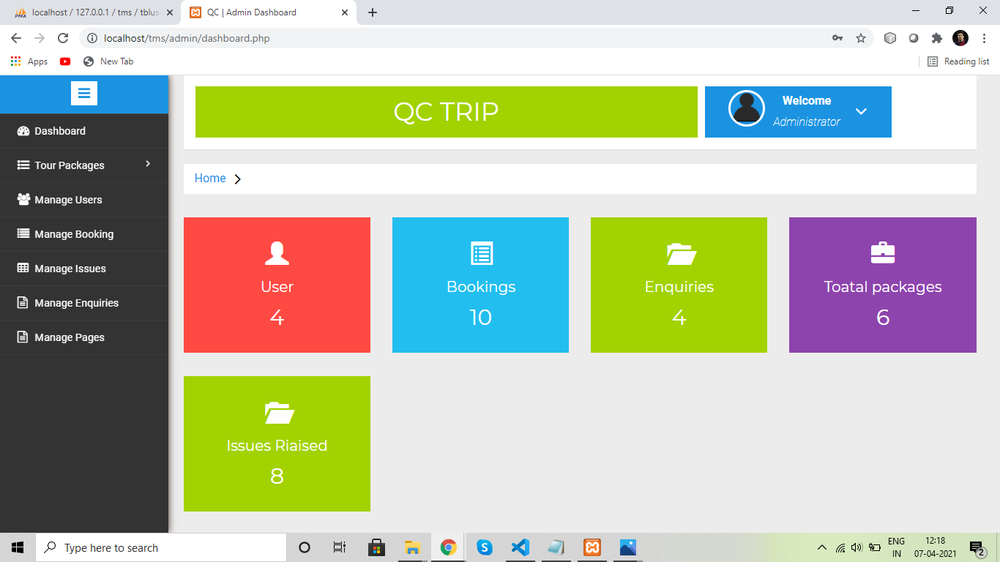 localhost / 127.0.0.1 / tms / tblus
QC | Admin Dashboard
localhost/tms/admin/dashboard.php
Apps
New Tab
Reading list
QC TRIP
Welcome
Administrator
Dashboard
Tour Packages
Manage Users
Manage Booking
Manage Issues
Manage Enquiries
Manage Pages
Home
User
4
Bookings
10
Enquiries
4
Toatal packages
6
Issues Riaised
8
Type here to search
ENG
IN
12:18
07-04-2021
2